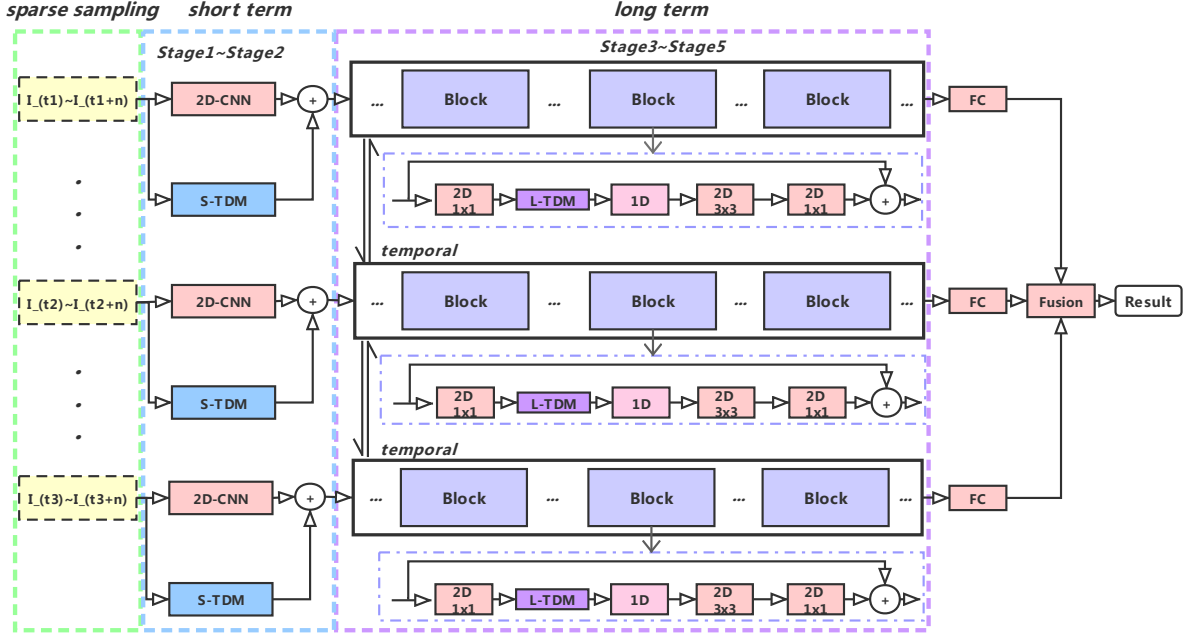 sparse sampling short term long term
Stage1~Stage2 Stage3~Stage5
I_(t1)~I_(t1+n) 2D-CNN + ... Block ... Block ... Block ... FC
S-TDM 2D 1x1 L-TDM 1D 2D 3x3 2D 1x1 +
temporal
I_(t2)~I_(t2+n) 2D-CNN + ... Block ... Block ... Block ... FC Fusion Result
S-TDM 2D 1x1 L-TDM 1D 2D 3x3 2D 1x1 +
temporal
I_(t3)~I_(t3+n) 2D-CNN + ... Block ... Block ... Block ... FC
S-TDM 2D 1x1 L-TDM 1D 2D 3x3 2D 1x1 +